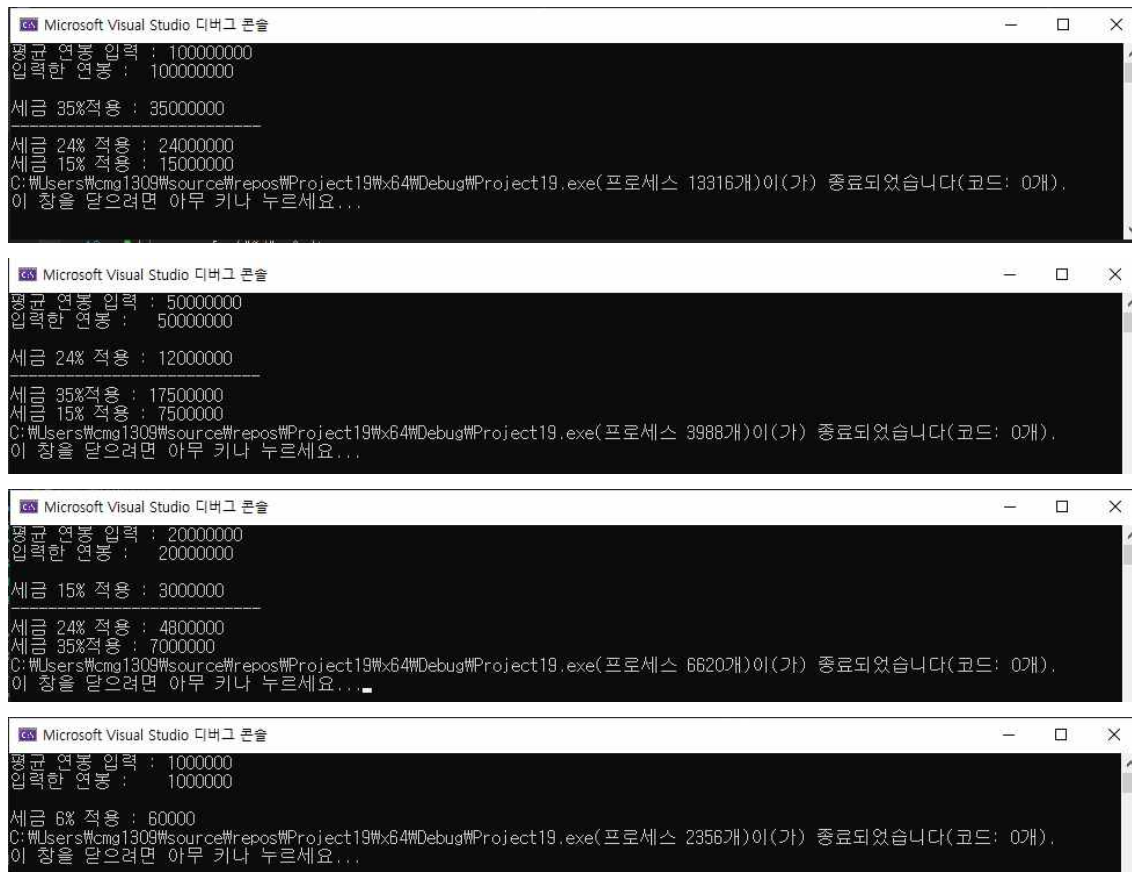 Microsoft Visual Studio 디버그 콘솔
평균 연봉 입력 : 100000000
입력한 연봉 :  100000000
세금 35%적용 : 35000000
---------------------------
세금 24% 적용 : 24000000
세금 15% 적용 : 15000000
C:₩Users₩cmg1309₩source₩repos₩Project19₩x64₩Debug₩Project19.exe(프로세스 13316개)이(가) 종료되었습니다(코드: 0개).
이 창을 닫으려면 아무 키나 누르세요...
Microsoft Visual Studio 디버그 콘솔
평균 연봉 입력 : 50000000
입력한 연봉 :   50000000
세금 24% 적용 : 12000000
---------------------------
세금 35%적용 : 17500000
세금 15% 적용 : 7500000
C:₩Users₩cmg1309₩source₩repos₩Project19₩x64₩Debug₩Project19.exe(프로세스 3988개)이(가) 종료되었습니다(코드: 0개).
이 창을 닫으려면 아무 키나 누르세요...
Microsoft Visual Studio 디버그 콘솔
평균 연봉 입력 : 20000000
입력한 연봉 :   20000000
세금 15% 적용 : 3000000
---------------------------
세금 24% 적용 : 4800000
세금 35%적용 : 7000000
C:₩Users₩cmg1309₩source₩repos₩Project19₩x64₩Debug₩Project19.exe(프로세스 6620개)이(가) 종료되었습니다(코드: 0개).
이 창을 닫으려면 아무 키나 누르세요...
Microsoft Visual Studio 디버그 콘솔
평균 연봉 입력 : 1000000
입력한 연봉 :    1000000
세금 6% 적용 : 60000
C:₩Users₩cmg1309₩source₩repos₩Project19₩x64₩Debug₩Project19.exe(프로세스 2356개)이(가) 종료되었습니다(코드: 0개).
이 창을 닫으려면 아무 키나 누르세요...